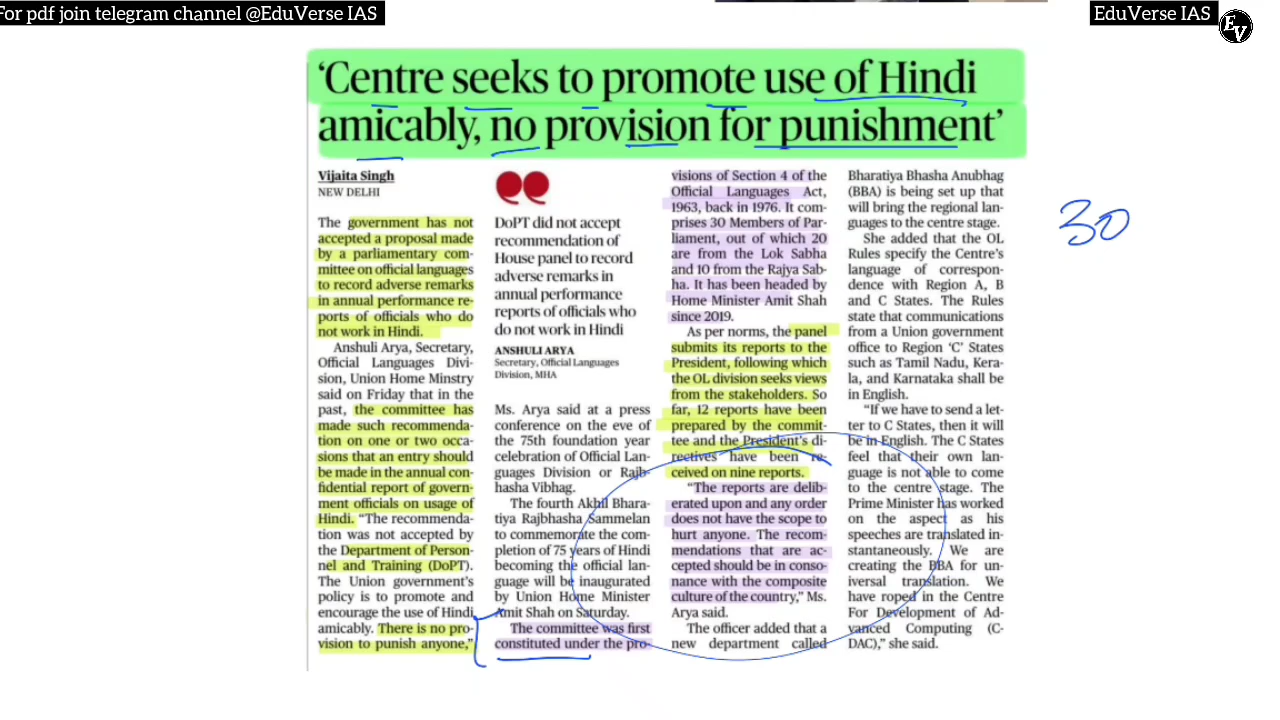 For pdf join telegram channel @EduVerse IAS
EduVerse IAS
EV
‘Centre seeks to promote use of Hindi
amicably, no provision for punishment’
30
Vijaita Singh
NEW DELHI
The government has not
accepted a proposal made
by a parliamentary com-
mittee on official languages
to record adverse remarks
in annual performance re-
ports of officials who do
not work in Hindi.
Anshuli Arya, Secretary,
Official Languages Divi-
sion, Union Home Minstry
said on Friday that in the
past, the committee has
made such recommenda-
tion on one or two occa-
sions that an entry should
be made in the annual con-
fidential report of govern-
ment officials on usage of
Hindi. “The recommenda-
tion was not accepted by
the Department of Person-
nel and Training (DoPT).
The Union government’s
policy is to promote and
encourage the use of Hindi
amicably. There is no pro-
vision to punish anyone,”
DoPT did not accept
recommendation of
House panel to record
adverse remarks in
annual performance
reports of officials who
do not work in Hindi
ANSHULI ARYA
Secretary, Official Languages
Division, MHA
Ms. Arya said at a press
conference on the eve of
the 75th foundation year
celebration of Official Lan-
guages Division or Rajb-
hasha Vibhag.
The fourth Akhil Bhara-
tiya Rajbhasha Sammelan
to commemorate the com-
pletion of 75 years of Hindi
becoming the official lan-
guage will be inaugurated
by Union Home Minister
Amit Shah on Saturday.
The committee was first
constituted under the pro-
visions of Section 4 of the
Official Languages Act,
1963, back in 1976. It com-
prises 30 Members of Par-
liament, out of which 20
are from the Lok Sabha
and 10 from the Rajya Sab-
ha. It has been headed by
Home Minister Amit Shah
since 2019.
As per norms, the panel
submits its reports to the
President, following which
the OL division seeks views
from the stakeholders. So
far, 12 reports have been
prepared by the commit-
tee and the President’s di-
rectives have been re-
ceived on nine reports.
“The reports are delib-
erated upon and any order
does not have the scope to
hurt anyone. The recom-
mendations that are ac-
cepted should be in conso-
nance with the composite
culture of the country,” Ms.
Arya said.
The officer added that a
new department called
Bharatiya Bhasha Anubhag
(BBA) is being set up that
will bring the regional lan-
guages to the centre stage.
She added that the OL
Rules specify the Centre’s
language of correspon-
dence with Region A, B
and C States. The Rules
state that communications
from a Union government
office to Region ‘C’ States
such as Tamil Nadu, Kera-
la, and Karnataka shall be
in English.
“If we have to send a let-
ter to C States, then it will
be in English. The C States
feel that their own lan-
guage is not able to come
to the centre stage. The
Prime Minister has worked
on the aspect as his
speeches are translated in-
stantaneously. We are
creating the BBA for un-
iversal translation. We
have roped in the Centre
For Development of Ad-
vanced Computing (C-
DAC),” she said.